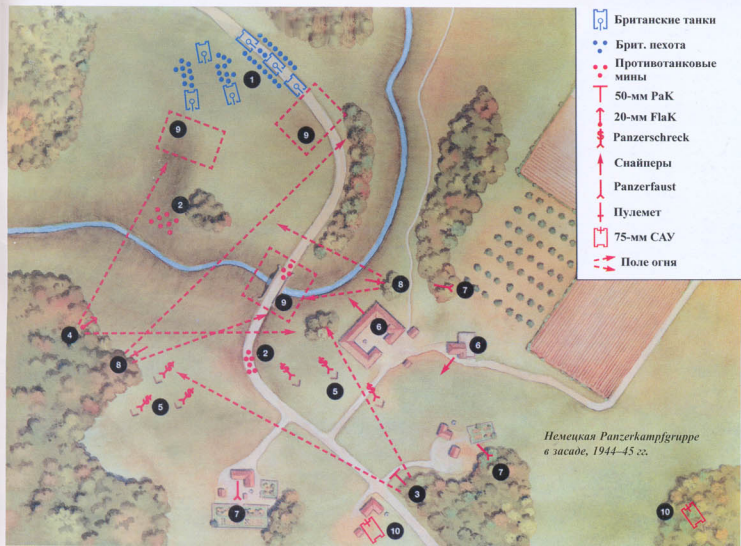 Британские танки
Брит. пехота
Противотанковые
мины
50-мм PaK
20-мм FlaK
Panzerschreck
Снайперы
Panzerfaust
Пулемет
75-мм САУ
Поле огня
1
9
9
2
9
8
7
4
6
6
8
2
5
5
Немецкая Panzerkampfgruppe
в засаде, 1944–45 гг.
7
3
7
10
10